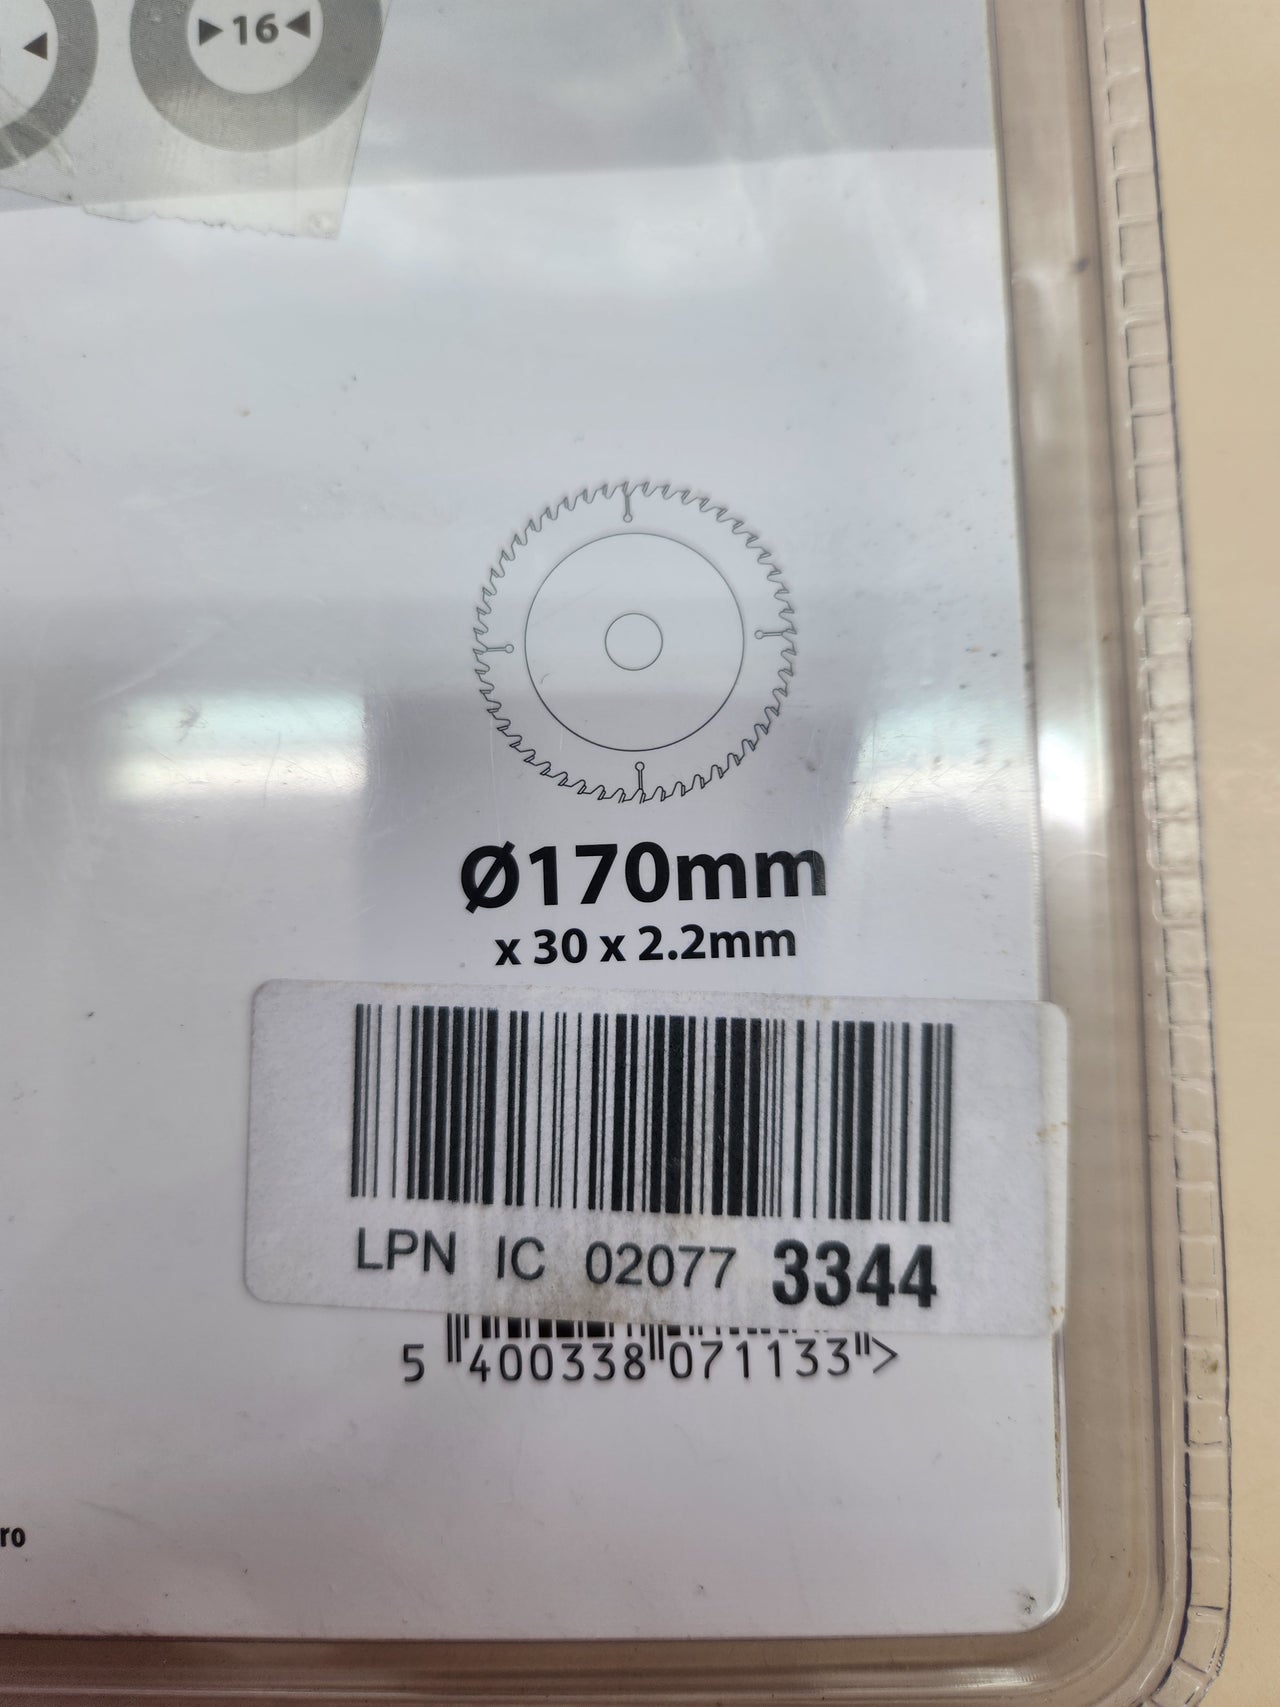 ▶16◀
Ø170mm
x 30 x 2.2mm
LPN IC 02077 3344
5 400338 071133 >
ro